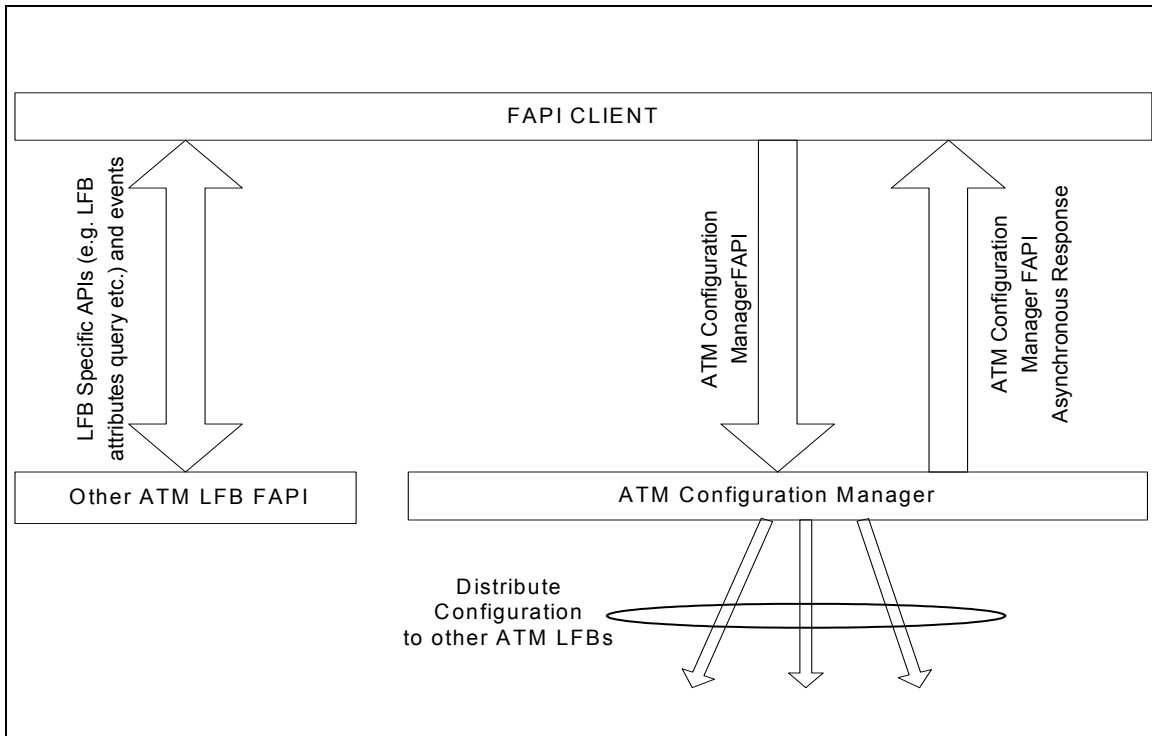 FAPI CLIENT
LFB Specific APIs (e.g. LFB
attributes query etc.) and events
ATM Configuration
ManagerFAPI
ATM Configuration
Manager FAPI
Asynchronous Response
Other ATM LFB FAPI
ATM Configuration Manager
Distribute
Configuration
to other ATM LFBs